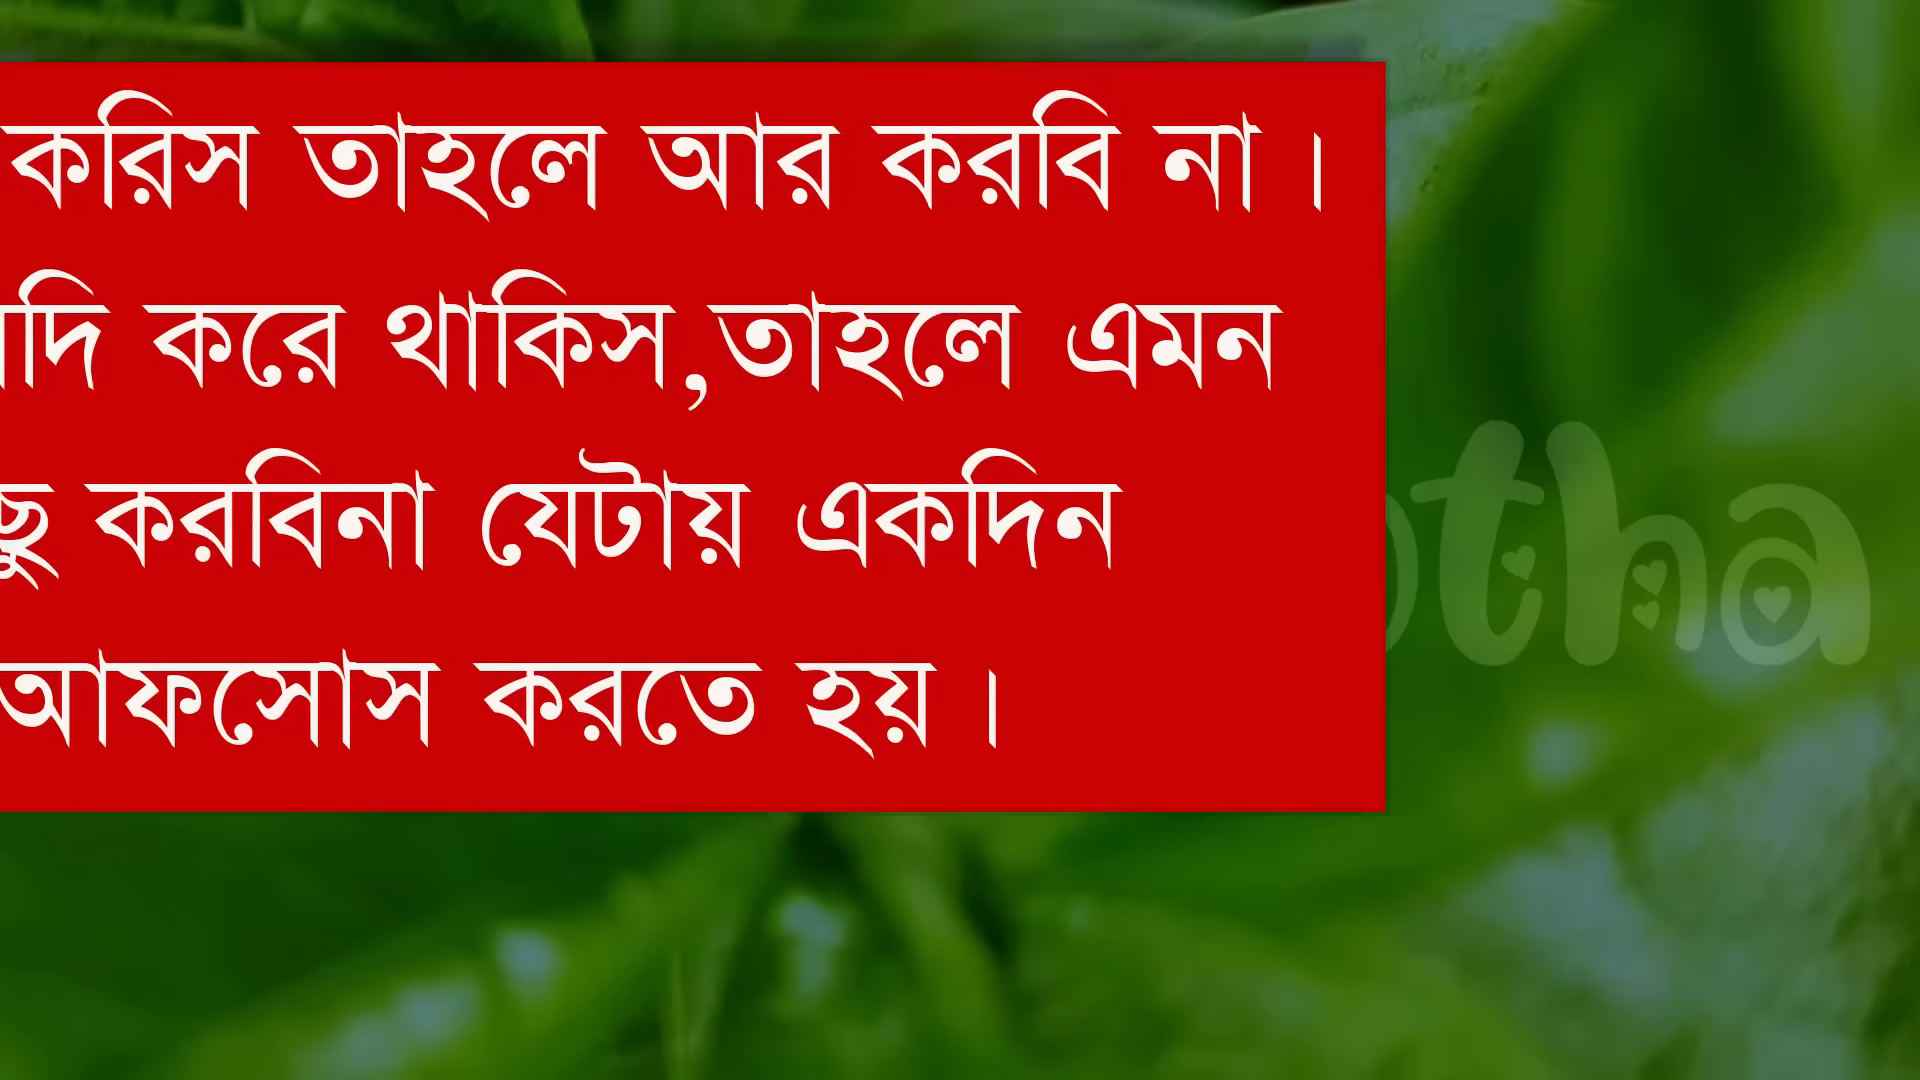 করিস তাহলে আর করবি না ।
করে থাকিস,তাহলে এমন
করবিনা যেটায় একদিন
আফসোস করতে হয় ।